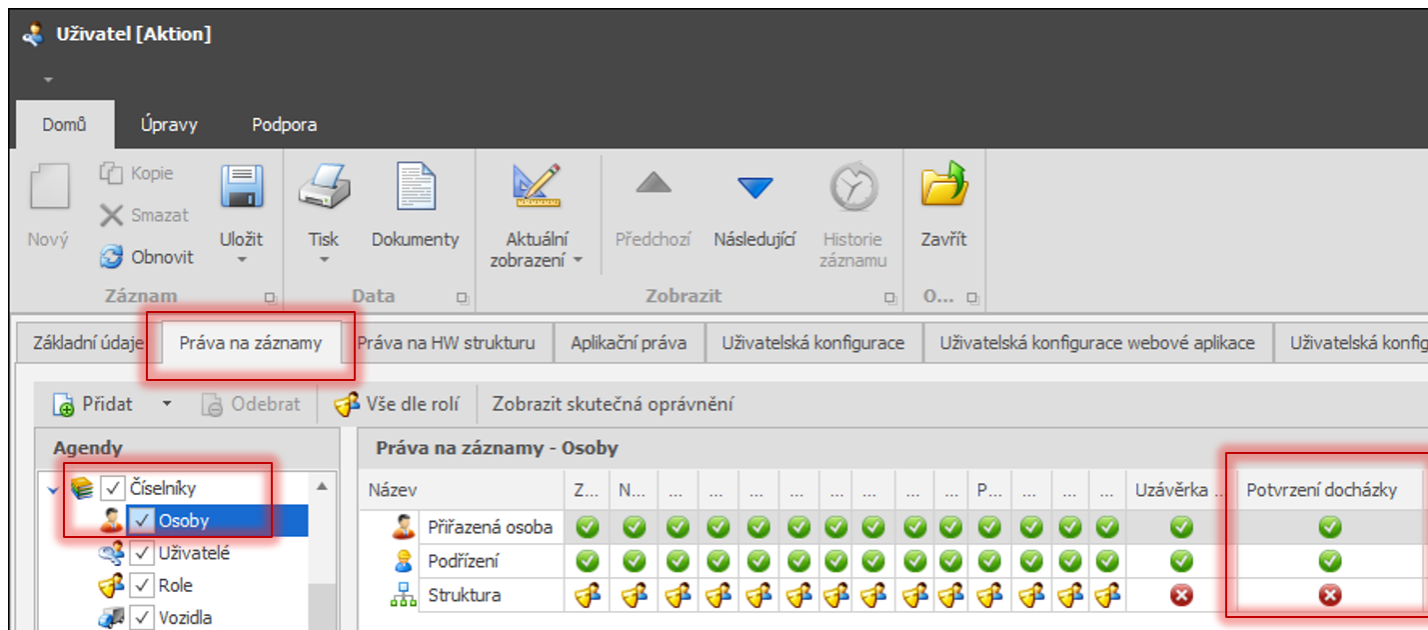 Uživatel [Aktion]
Domů Úpravy Podpora
Nový
Kopie
Smazat
Obnovit
Uložit
Tisk
Dokumenty
Aktuální
zobrazení
Předchozí
Následující
Historie
záznamu
Zavřít
Záznam Data Zobrazit O...
Základní údaje Práva na záznamy Práva na HW strukturu Aplikační práva Uživatelská konfigurace Uživatelská konfigurace webové aplikace Uživatelská konfig
Přidat Odebrat Vše dle rolí Zobrazit skutečná oprávnění
Agendy
Číselníky
Osoby
Uživatelé
Role
Vozidla
Práva na záznamy - Osoby
Název Z... N... ... ... ... ... ... ... ... ... P... ... ... ... Uzávěrka ... Potvrzení docházky
Přiřazená osoba
Podřízení
Struktura